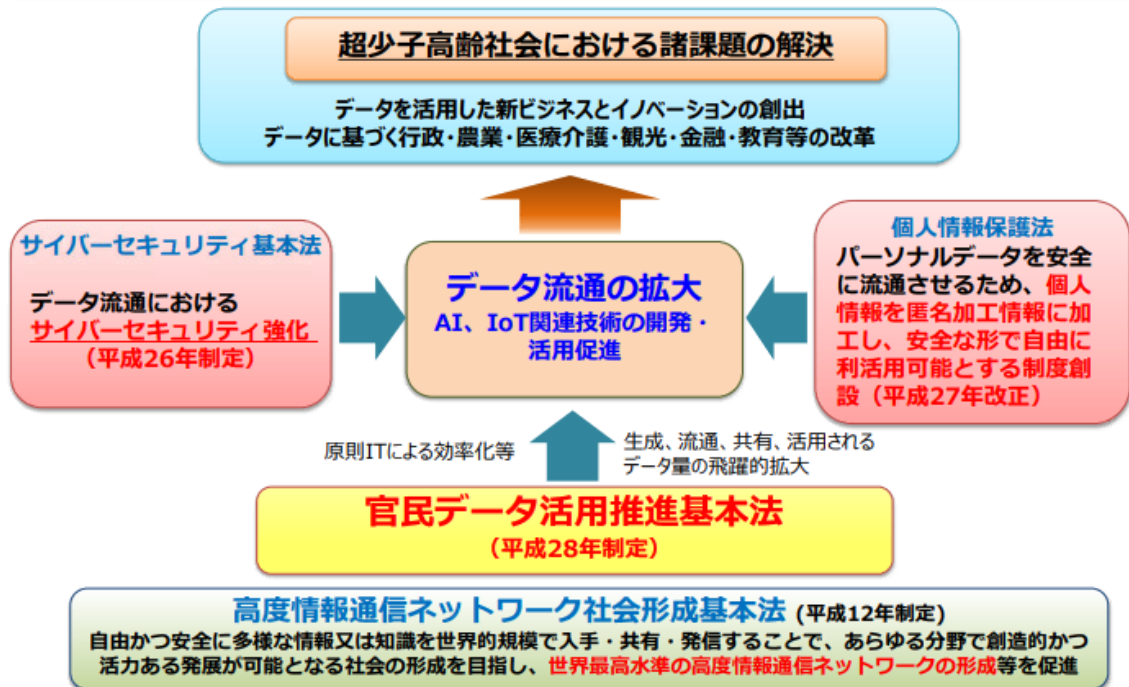 超少子高齢社会における諸課題の解決
データを活用した新ビジネスとイノベーションの創出
データに基づく行政・農業・医療介護・観光・金融・教育等の改革
サイバーセキュリティ基本法
データ流通における
サイバーセキュリティ強化
（平成26年制定）
データ流通の拡大
AI、IoT関連技術の開発・
活用促進
個人情報保護法
パーソナルデータを安全
に流通させるため、個人
情報を匿名加工情報に加
工し、安全な形で自由に
利活用可能とする制度創
設（平成27年改正）
原則ITによる効率化等
生成、流通、共有、活用される
データ量の飛躍的拡大
官民データ活用推進基本法
（平成28年制定）
高度情報通信ネットワーク社会形成基本法 (平成12年制定)
自由かつ安全に多様な情報又は知識を世界的規模で入手・共有・発信することで、あらゆる分野で創造的かつ
活力ある発展が可能となる社会の形成を目指し、世界最高水準の高度情報通信ネットワークの形成等を促進